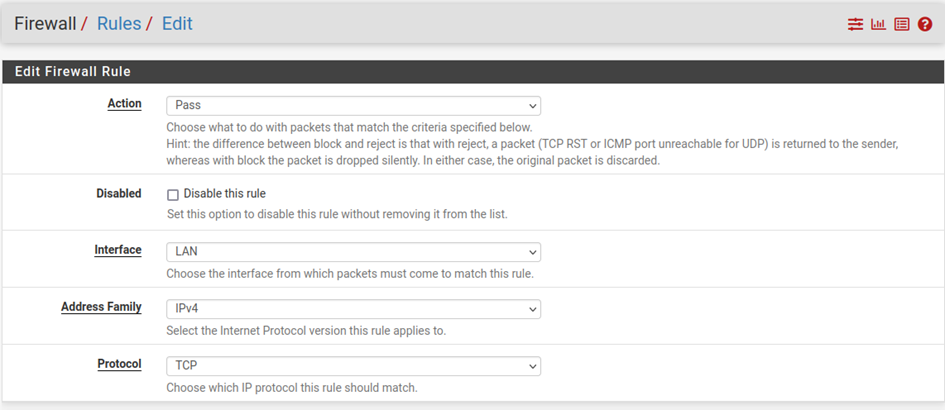 Firewall / Rules / Edit
Edit Firewall Rule
Action
Pass
Choose what to do with packets that match the criteria specified below.
Hint: the difference between block and reject is that with reject, a packet (TCP RST or ICMP port unreachable for UDP) is returned to the sender,
whereas with block the packet is dropped silently. In either case, the original packet is discarded.
Disabled
Disable this rule
Set this option to disable this rule without removing it from the list.
Interface
LAN
Choose the interface from which packets must come to match this rule.
Address Family
IPv4
Select the Internet Protocol version this rule applies to.
Protocol
TCP
Choose which IP protocol this rule should match.